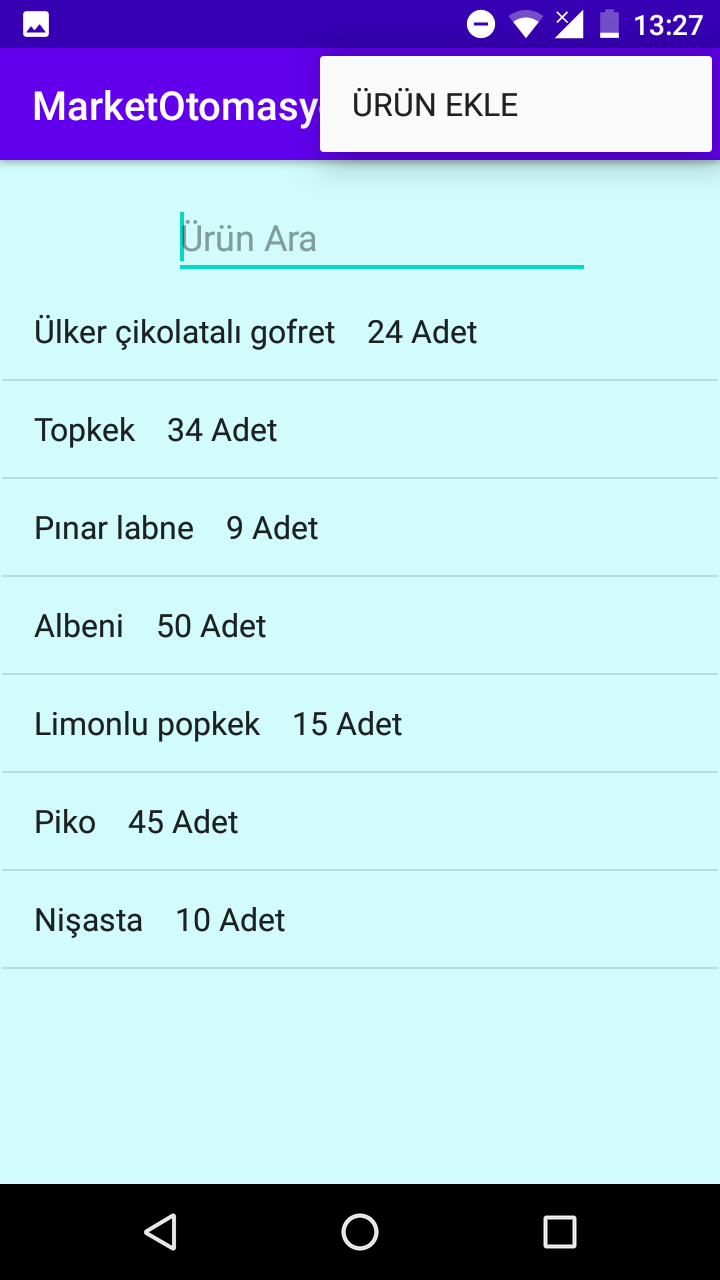 13:27
MarketOtomasy
ÜRÜN EKLE
Ürün Ara
Ülker çikolatalı gofret 24 Adet
Topkek 34 Adet
Pınar labne 9 Adet
Albeni 50 Adet
Limonlu popkek 15 Adet
Piko 45 Adet
Nişasta 10 Adet